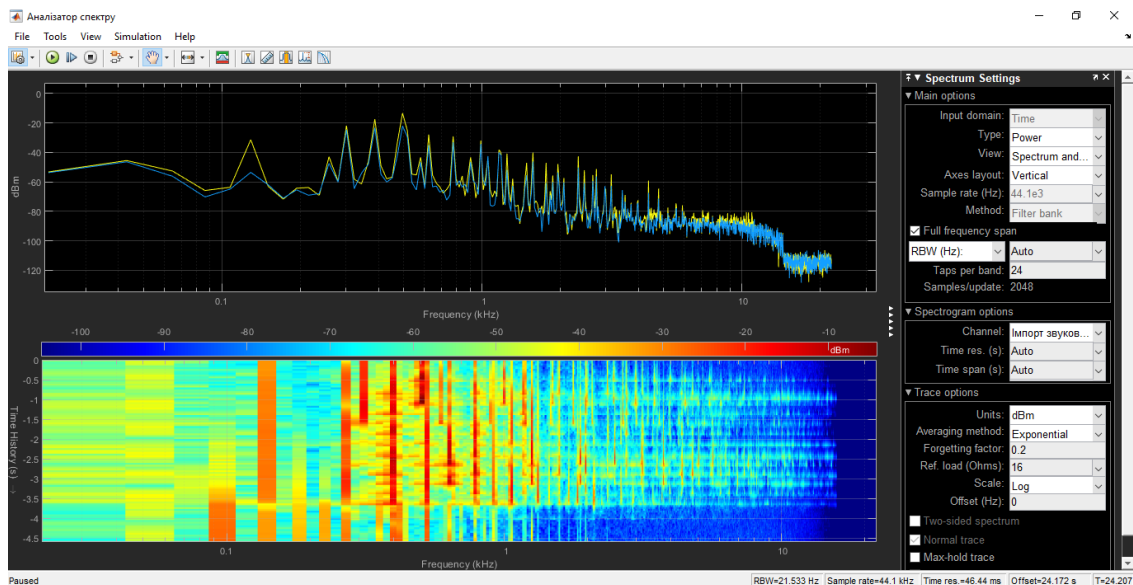 Аналізатор спектру
File Tools View Simulation Help
0
-20
-40
-60
-80
-100
-120
dBm
0.1 1 10
Frequency (kHz)
-100 -90 -80 -70 -60 -50 -40 -30 -20 -10
dBm
0
-0.5
-1
-1.5
-2
-2.5
-3
-3.5
-4
-4.5
Time History (s)
0.1 1 10
Frequency (kHz)
Spectrum Settings
Main options
Input domain: Time
Type: Power
View: Spectrum and...
Axes layout: Vertical
Sample rate (Hz): 44.1e3
Method: Filter bank
Full frequency span
RBW (Hz): Auto
Taps per band: 24
Samples/update: 2048
Spectrogram options
Channel: Імпорт звуков...
Time res. (s): Auto
Time span (s): Auto
Trace options
Units: dBm
Averaging method: Exponential
Forgetting factor: 0.2
Ref. load (Ohms): 16
Scale: Log
Offset (Hz): 0
Two-sided spectrum
Normal trace
Max-hold trace
Paused
RBW=21.533 Hz Sample rate=44.1 kHz Time res.=46.44 ms Offset=24.172 s